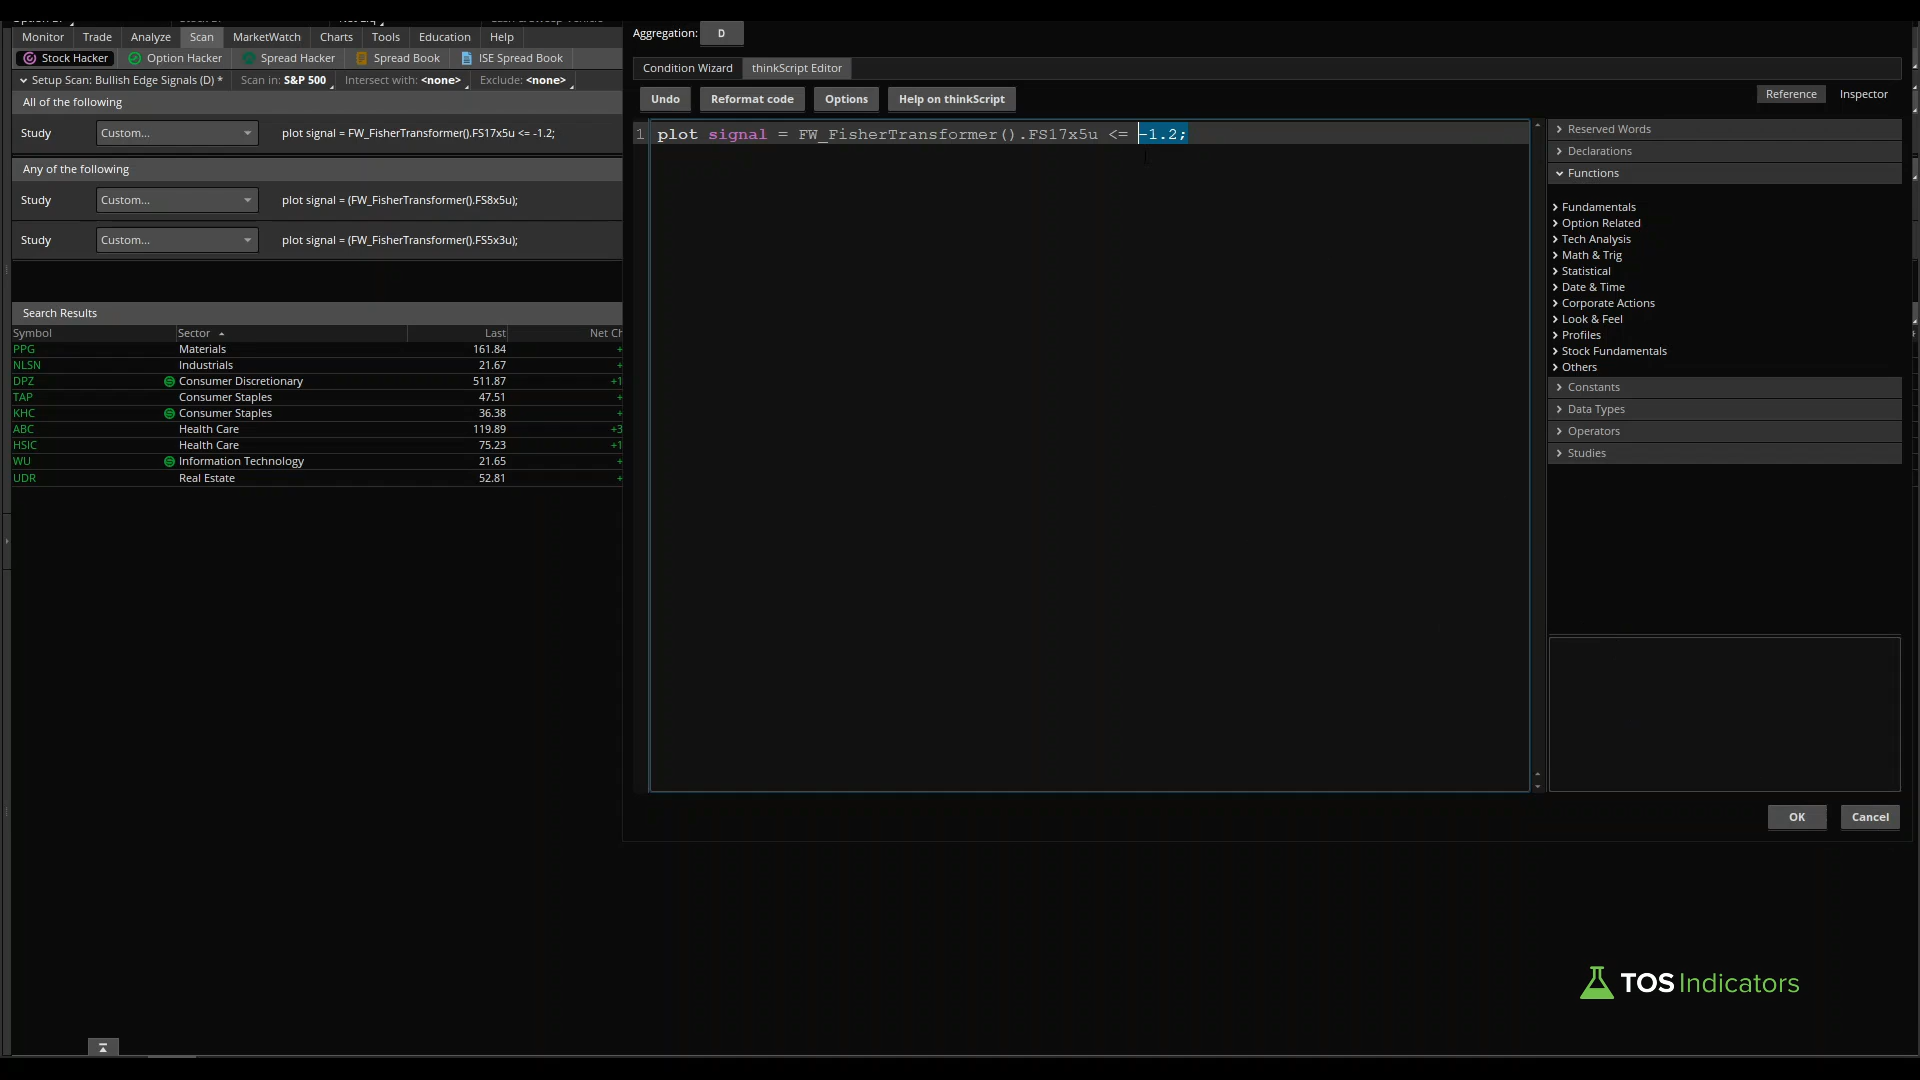 Monitor Trade Analyze Scan MarketWatch Charts Tools Education Help
Stock Hacker Option Hacker Spread Hacker Spread Book ISE Spread Book
Setup Scan: Bullish Edge Signals (D) * Scan in: S&P 500 Intersect with: <none> Exclude: <none>
All of the following
Study Custom... plot signal = FW_FisherTransformer().FS17x5u <= -1.2;
Any of the following
Study Custom... plot signal = (FW_FisherTransformer().FS8x5u);
Study Custom... plot signal = (FW_FisherTransformer().FS5x3u);
Search Results
Symbol Sector Last Net Ch
PPG Materials 161.84 +
NLSN Industrials 21.67 +
DPZ Consumer Discretionary 511.87 +1
TAP Consumer Staples 47.51 +
KHC Consumer Staples 36.38 +
ABC Health Care 119.89 +3
HSIC Health Care 75.23 +1
WU Information Technology 21.65 +
UDR Real Estate 52.81 +
Aggregation: D
Condition Wizard thinkScript Editor
Undo Reformat code Options Help on thinkScript
Reference Inspector
1 plot signal = FW_FisherTransformer().FS17x5u <= -1.2;
Reserved Words
Declarations
Functions
Fundamentals
Option Related
Tech Analysis
Math & Trig
Statistical
Date & Time
Corporate Actions
Look & Feel
Profiles
Stock Fundamentals
Others
Constants
Data Types
Operators
Studies
OK Cancel
TOS Indicators